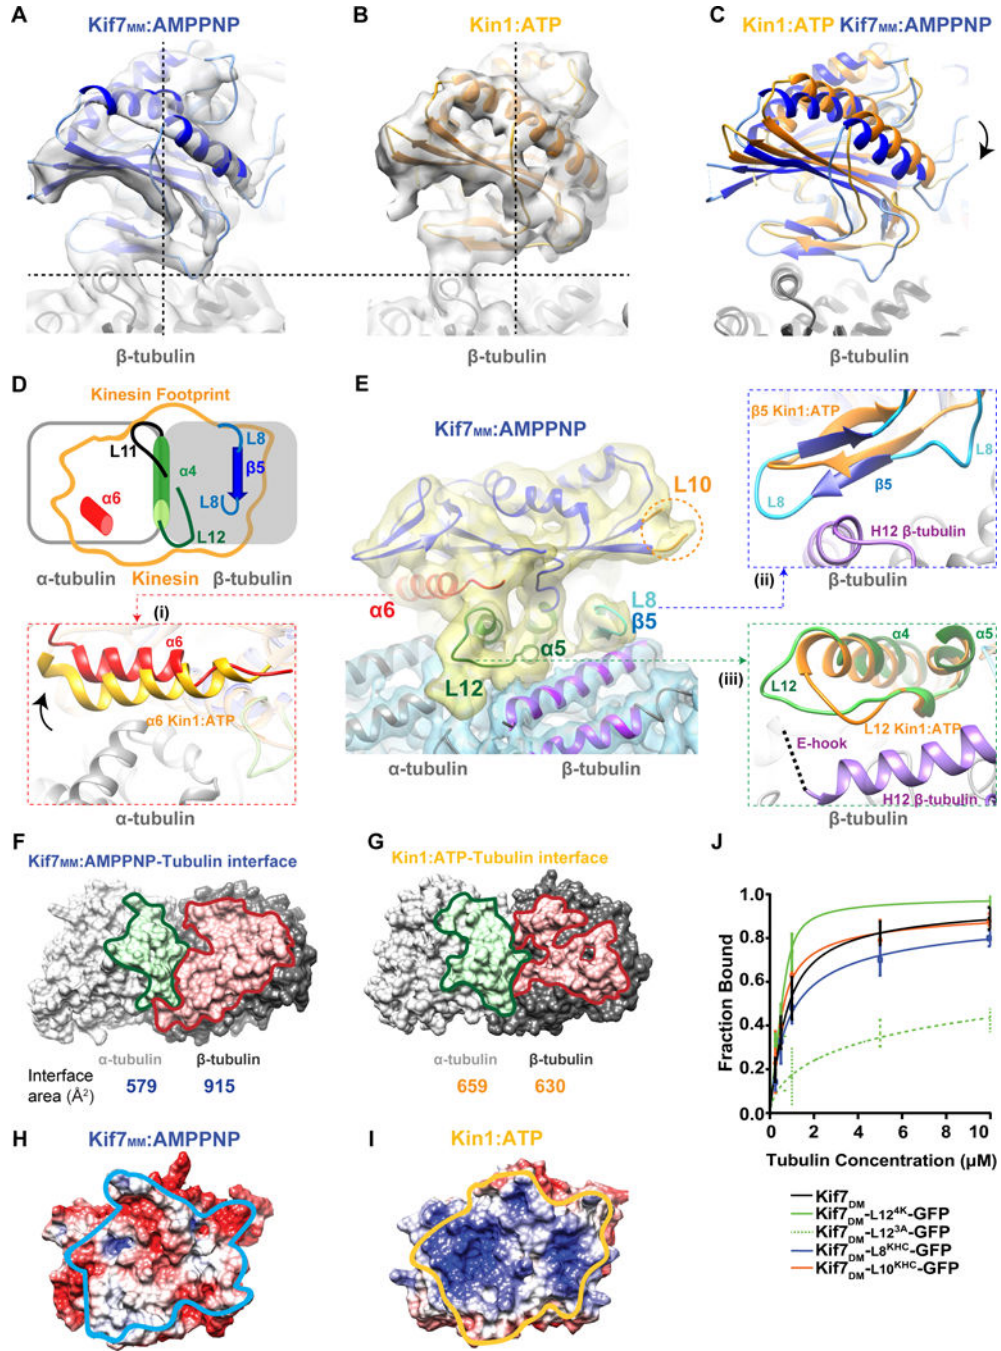 A
Kif7MM:AMPPNP
B
Kin1:ATP
C
Kin1:ATP Kif7MM:AMPPNP
β-tubulin
β-tubulin
β-tubulin
D
Kinesin Footprint
L11
α4
L8
β5
L8
α6
L12
α-tubulin
Kinesin
β-tubulin
(i)
α6
α6 Kin1:ATP
α-tubulin
E
Kif7MM:AMPPNP
L10
α6
L8
β5
α5
L12
α-tubulin
β-tubulin
(ii)
(iii)
β5 Kin1:ATP
L8
L8
β5
H12 β-tubulin
β-tubulin
α4
α5
L12
L12 Kin1:ATP
E-hook
H12 β-tubulin
β-tubulin
F
Kif7MM:AMPPNP-Tubulin interface
α-tubulin
β-tubulin
Interface
area (Å²)
579
915
G
Kin1:ATP-Tubulin interface
α-tubulin
β-tubulin
659
630
H
Kif7MM:AMPPNP
I
Kin1:ATP
J
Fraction Bound
1.0
0.8
0.6
0.4
0.2
0.0
0 2 4 6 8 10
Tubulin Concentration (μM)
Kif7DM
Kif7DM-L12⁴ᴷ-GFP
Kif7DM-L12³ᴬ-GFP
Kif7DM-L8ᴷᴴC-GFP
Kif7DM-L10ᴷᴴC-GFP